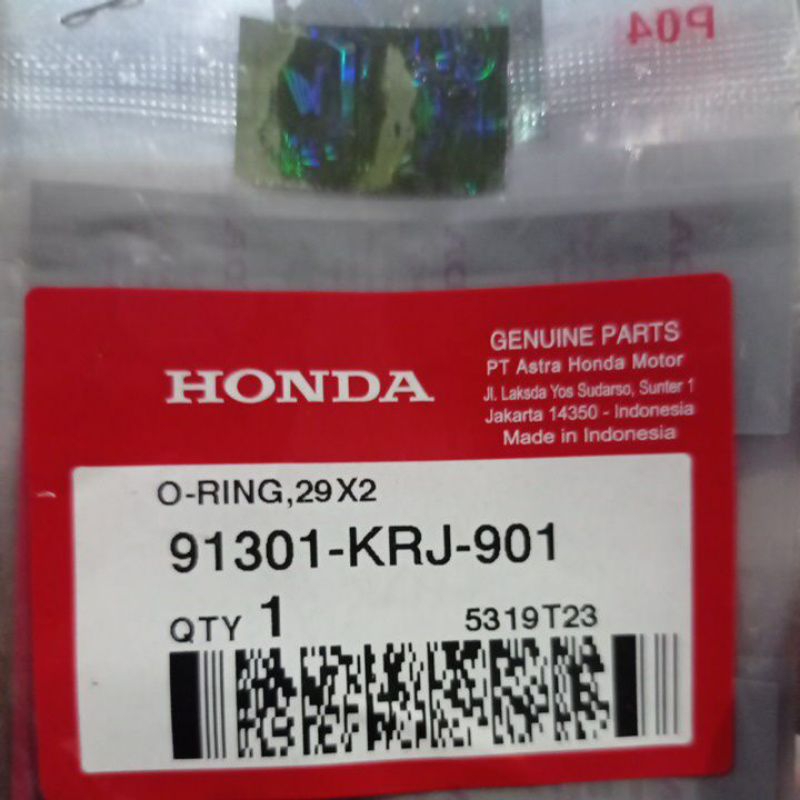 P04
HONDA
GENUINE PARTS
PT Astra Honda Motor
Jl. Laksda Yos Sudarso, Sunter 1
Jakarta 14350 - Indonesia
Made in Indonesia
O-RING,29X2
91301-KRJ-901
QTY 1
5319T23